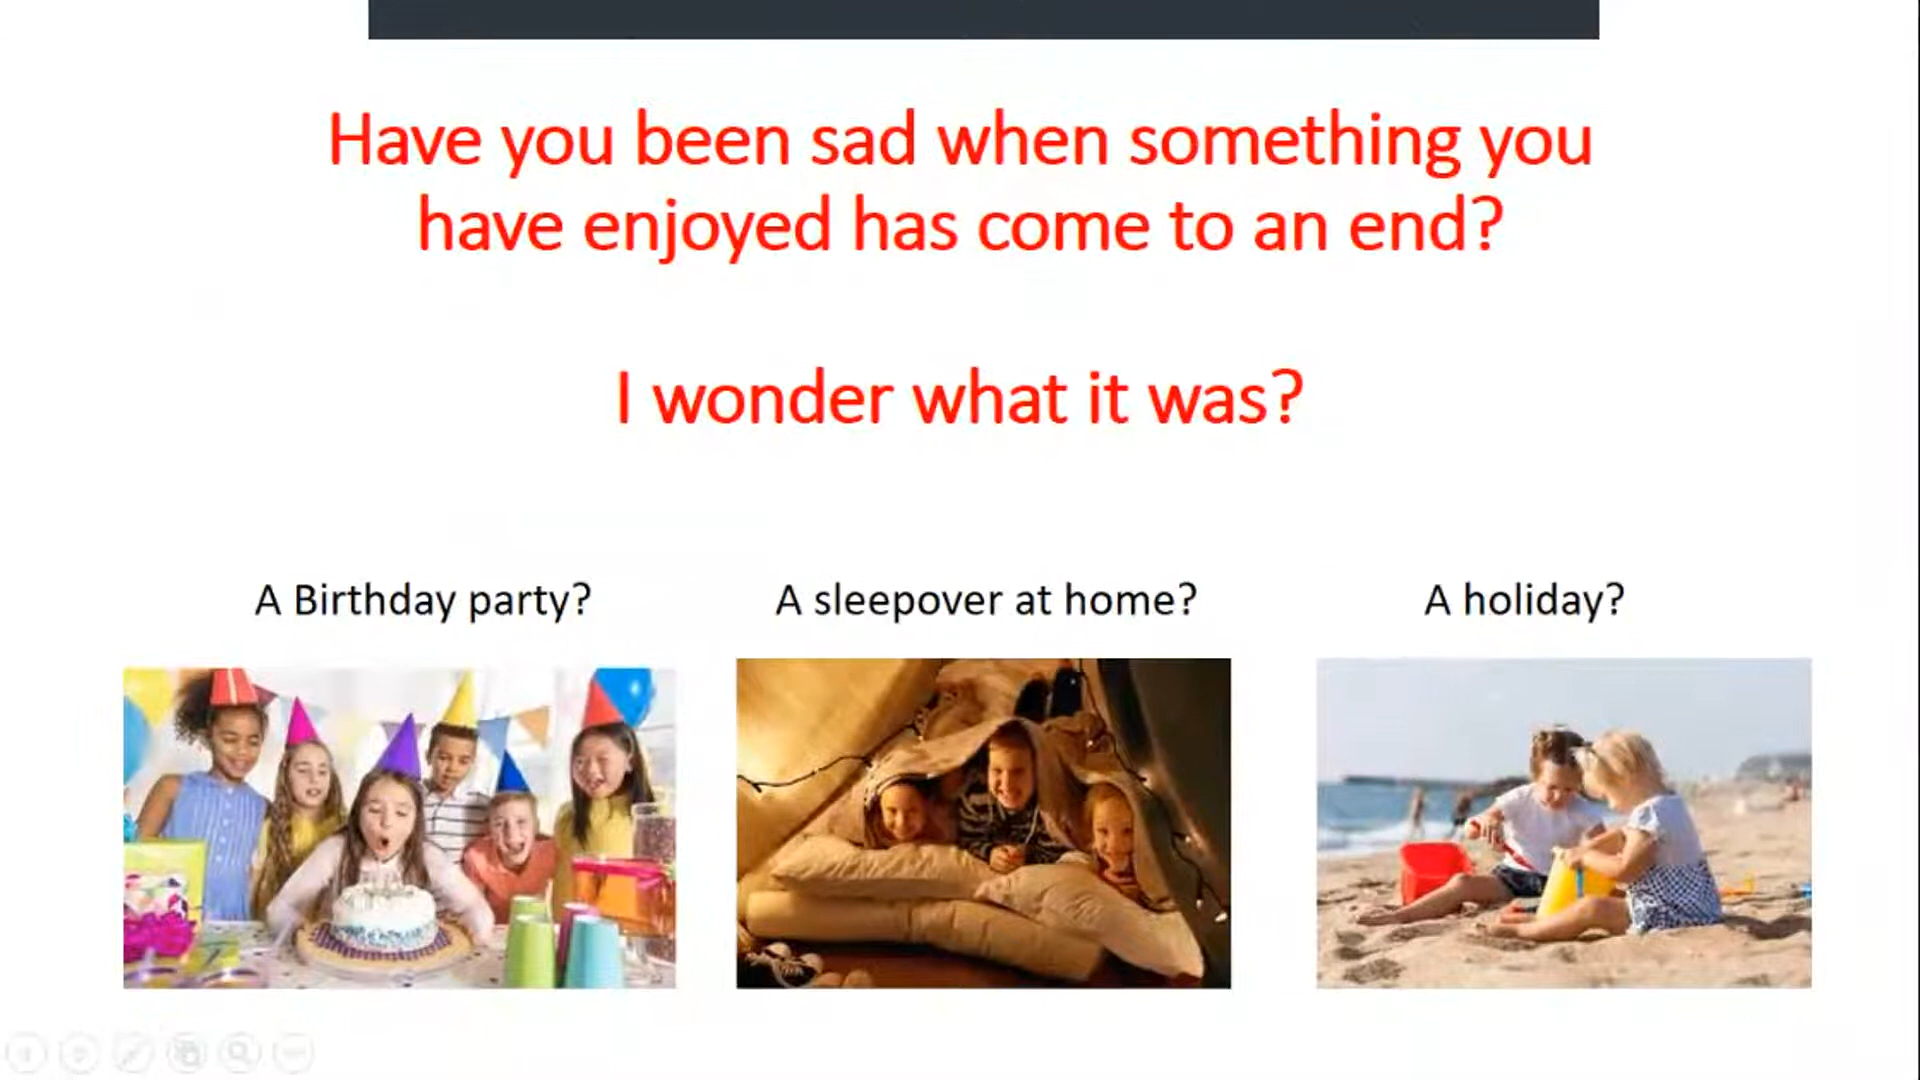 Have you been sad when something you
have enjoyed has come to an end?
I wonder what it was?
A Birthday party?
A sleepover at home?
A holiday?